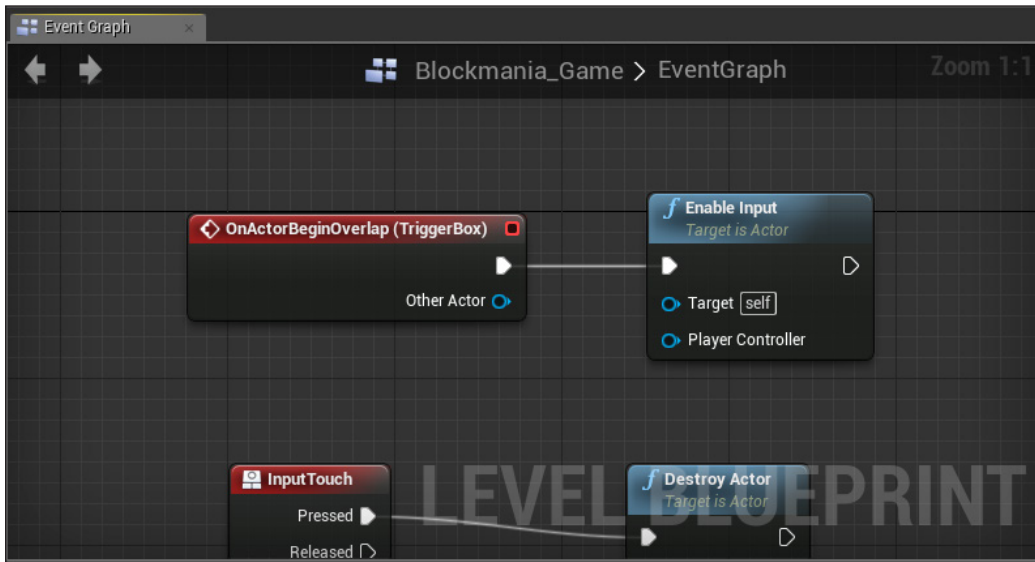 Event Graph
Blockmania_Game > EventGraph
Zoom 1:1
OnActorBeginOverlap (TriggerBox)
Other Actor
f Enable Input
Target is Actor
Target self
Player Controller
LEVEL BLUEPRINT
InputTouch
Pressed
Released
f Destroy Actor
Target is Actor